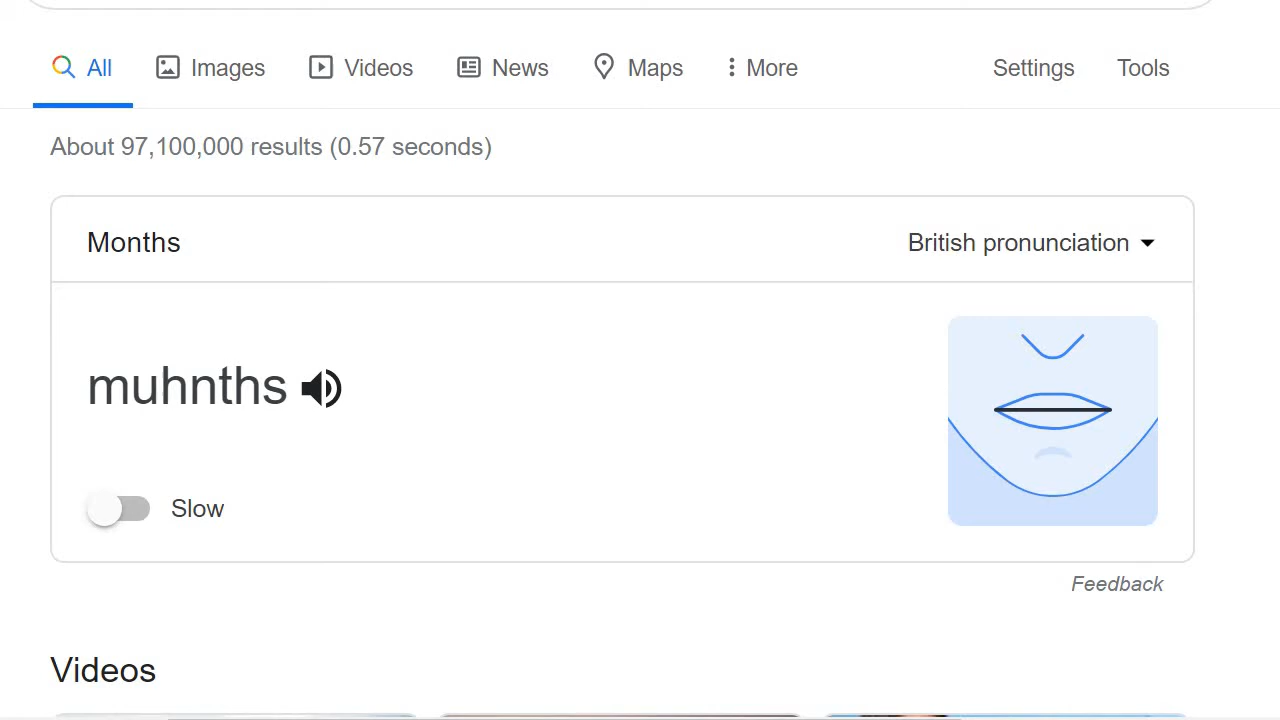 All Images Videos News Maps More Settings Tools
About 97,100,000 results (0.57 seconds)
Months British pronunciation
muhnths
Slow
Feedback
Videos